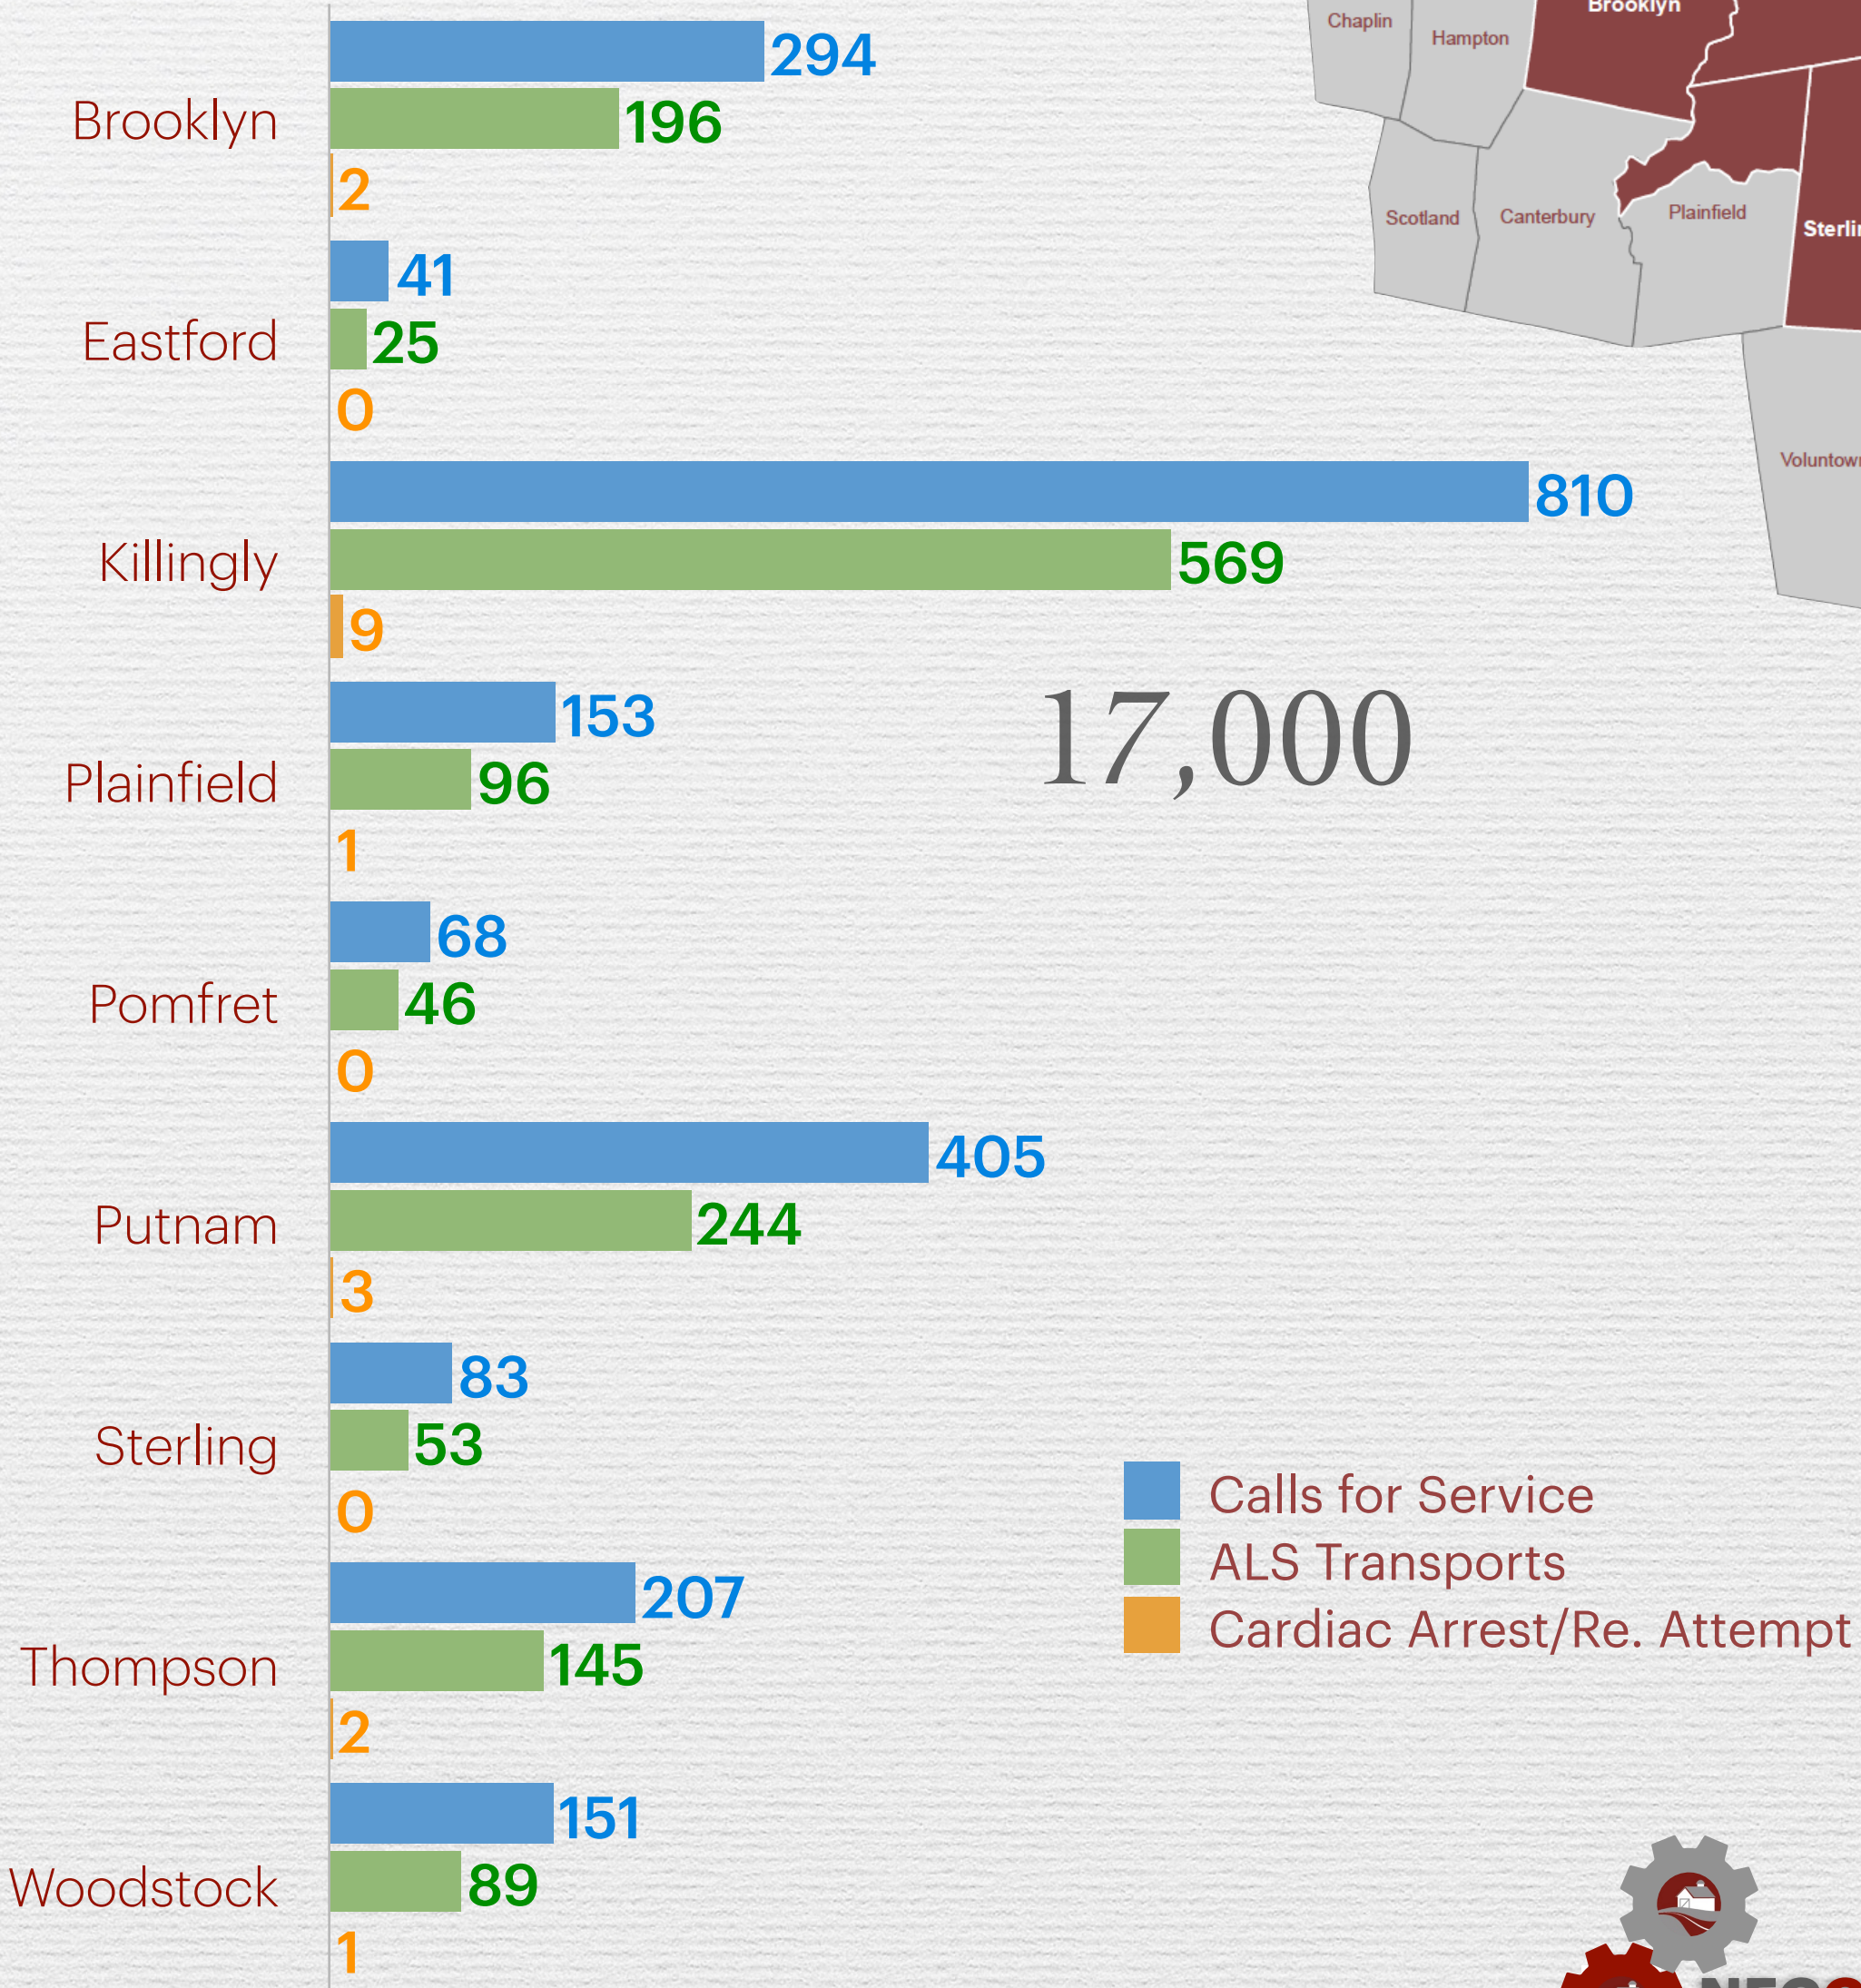 Brooklyn
Chaplin
Hampton
Scotland
Canterbury
Plainfield
294
Brooklyn
196
2
41
Eastford
25
0
810
Killingly
569
9
153
Plainfield
96
1
17,000
68
Pomfret
46
0
405
Putnam
244
3
83
Sterling
53
0
Calls for Service
ALS Transports
Cardiac Arrest/Re. Attempt
207
Thompson
145
2
151
Woodstock
89
1